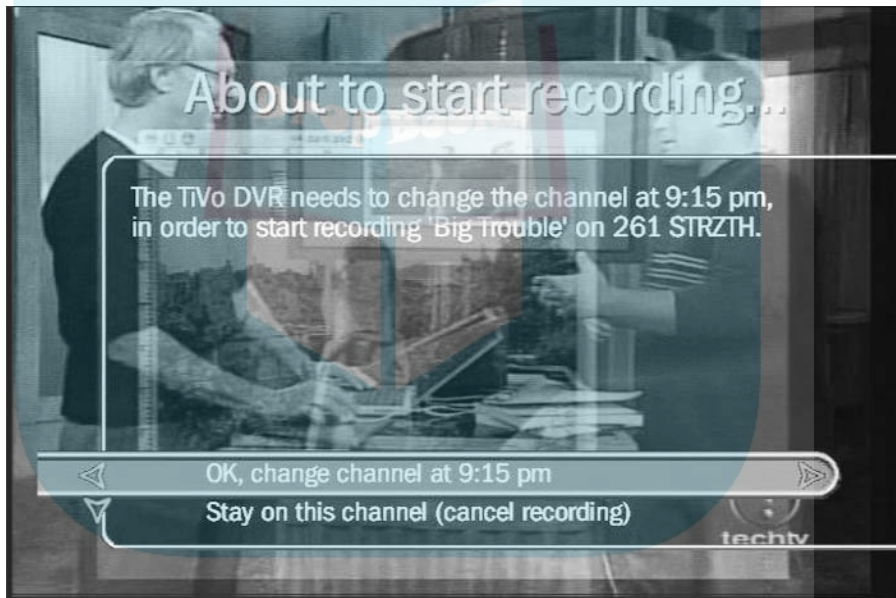 About to start recording...
The TiVo DVR needs to change the channel at 9:15 pm,
in order to start recording 'Big Trouble' on 261 STRZTH.
OK, change channel at 9:15 pm
Stay on this channel (cancel recording)
techtv